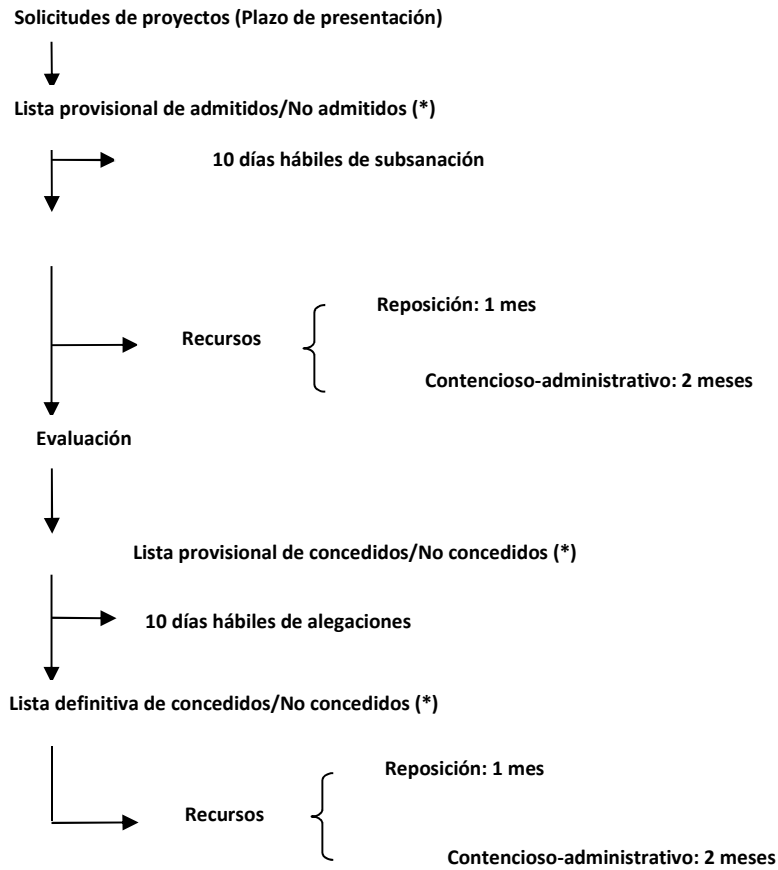 Solicitudes de proyectos (Plazo de presentación)
Lista provisional de admitidos/No admitidos (*)
10 días hábiles de subsanación
Reposición: 1 mes
Recursos
Contencioso-administrativo: 2 meses
Evaluación
Lista provisional de concedidos/No concedidos (*)
10 días hábiles de alegaciones
Lista definitiva de concedidos/No concedidos (*)
Reposición: 1 mes
Recursos
Contencioso-administrativo: 2 meses